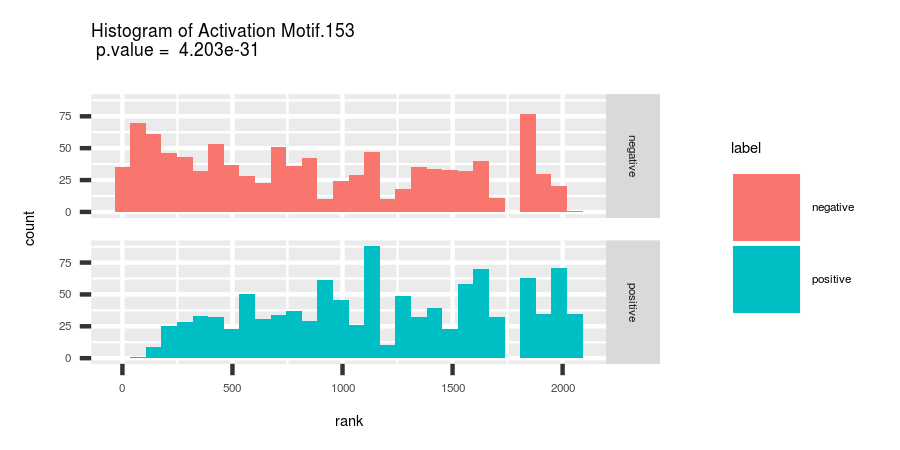 Histogram of Activation Motif.153
p.value =  4.203e-31
count
75
50
25
0
negative
75
50
25
0
positive
0 500 1000 1500 2000
rank
label
negative
positive